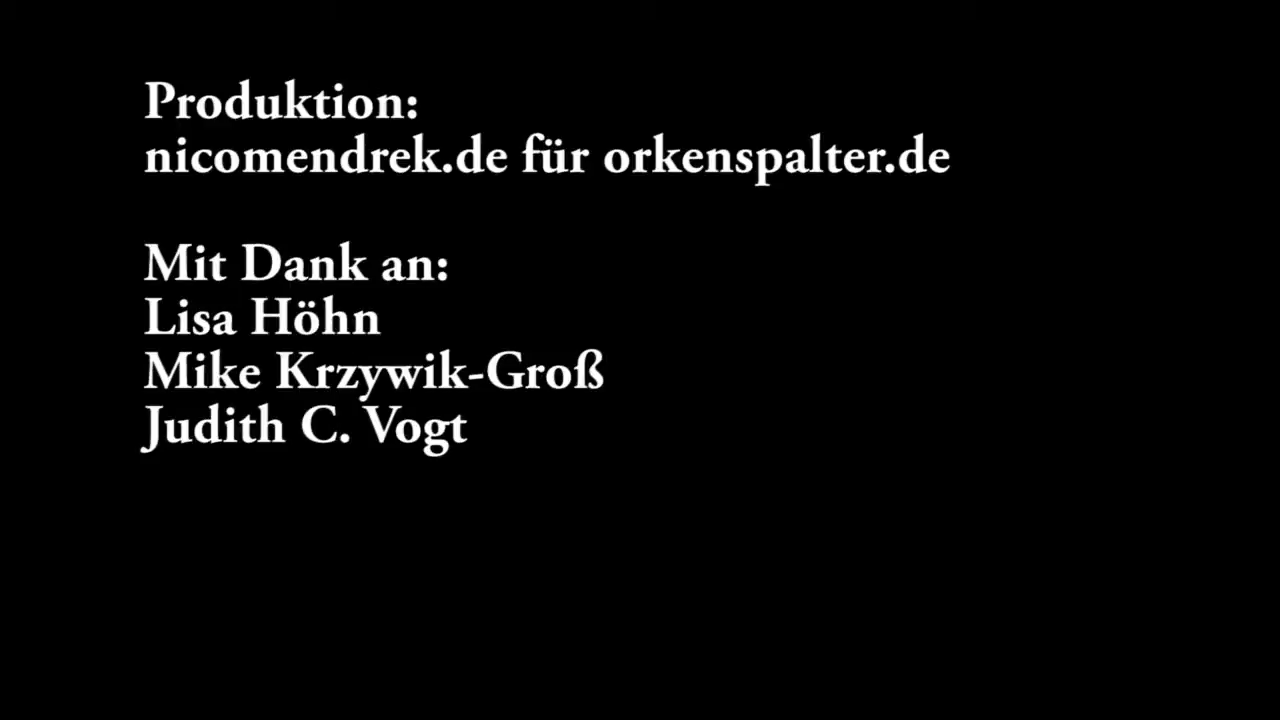 Produktion:
nicomendrek.de für orkenspalter.de
Mit Dank an:
Lisa Höhn
Mike Krzywik-Groß
Judith C. Vogt